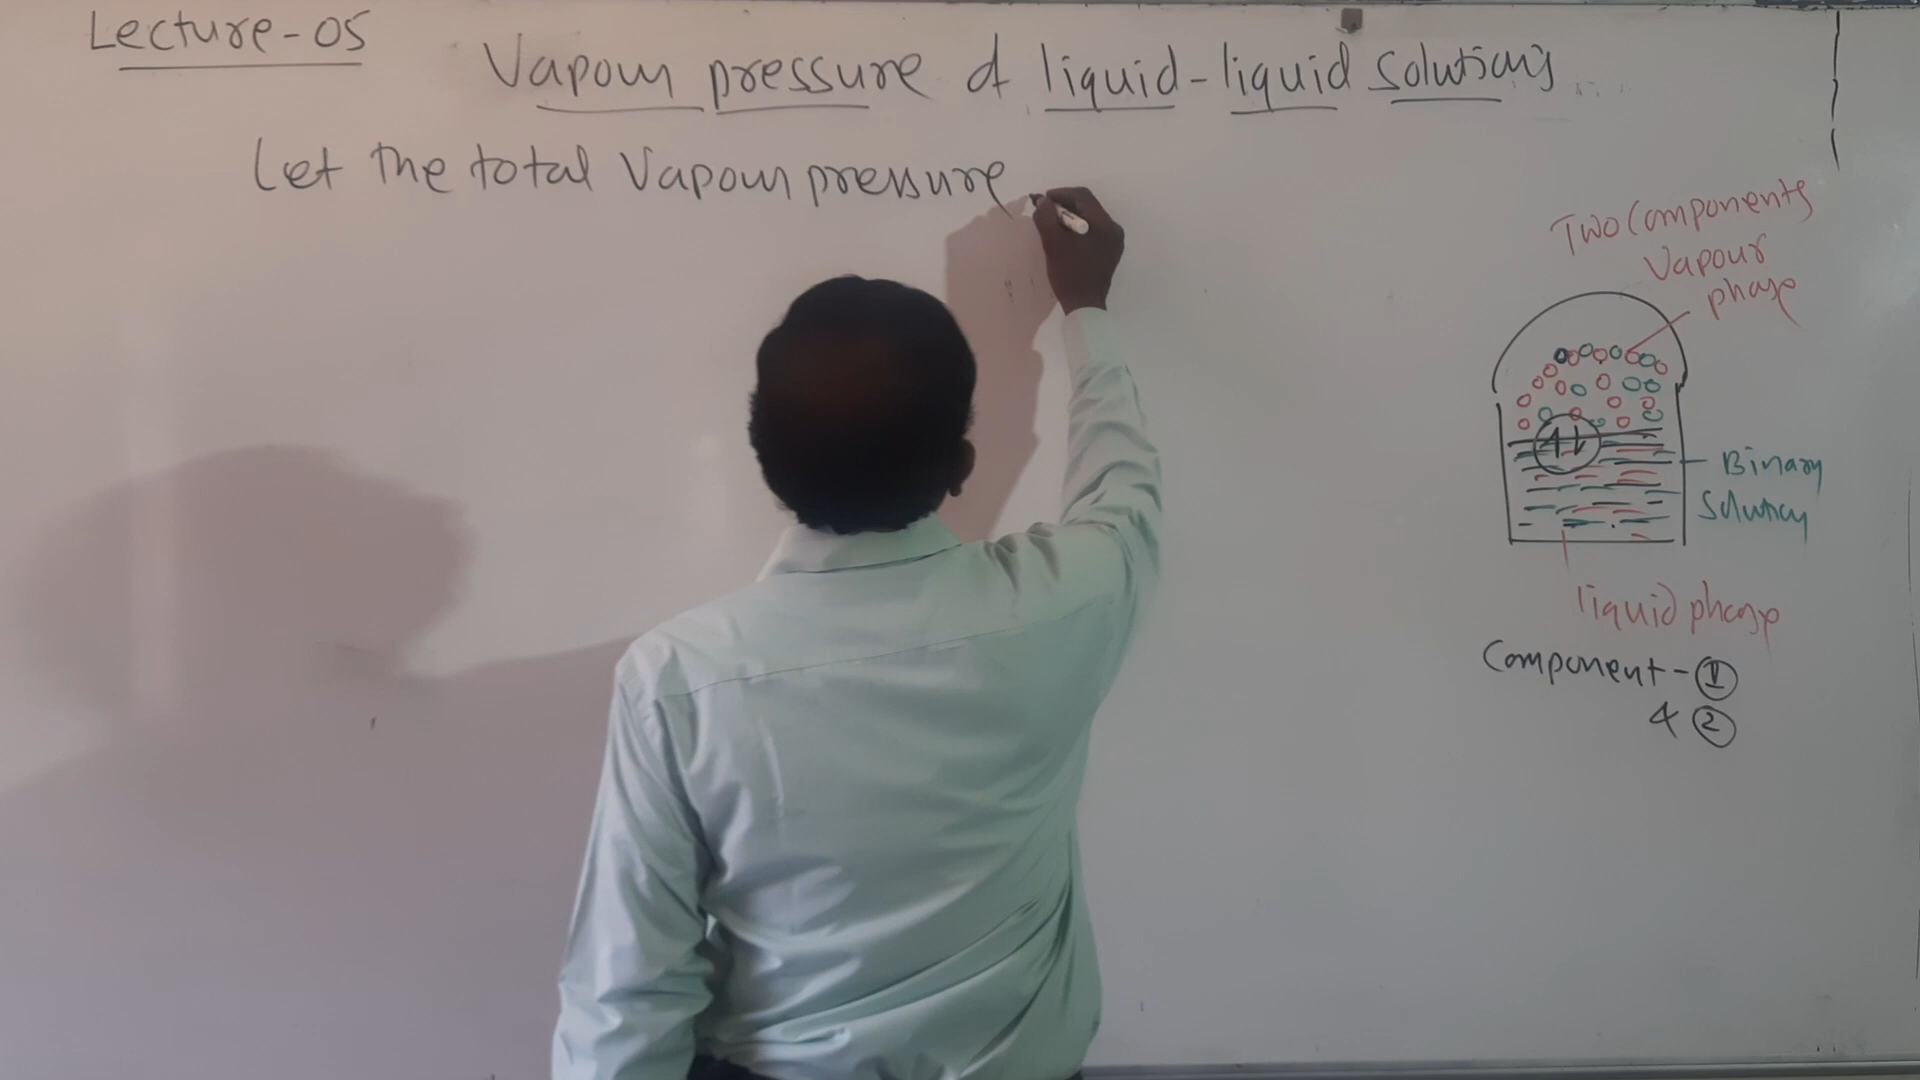 Lecture-05
Vapour pressure of liquid-liquid solutions
Let the total Vapour pressure
Two Components
Vapour
phase
Binary
Solution
liquid phase
Component - ①
& ②